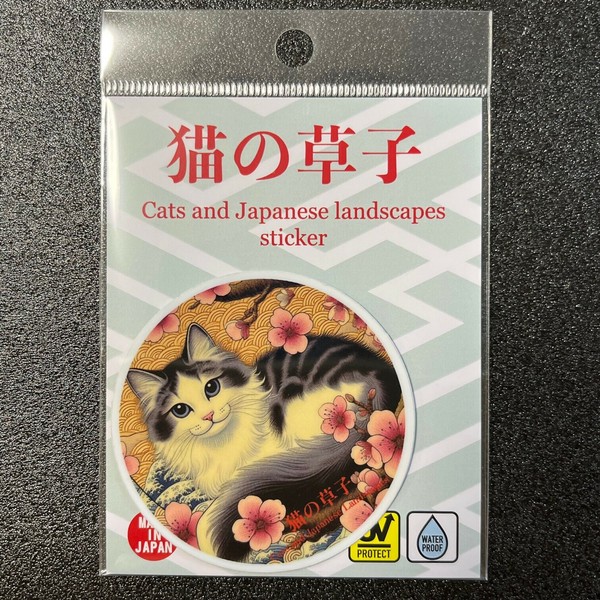 猫の草子
Cats and Japanese landscapes
sticker
猫の草子
MADE
IN
JAPAN
UV
PROTECT
WATER
PROOF